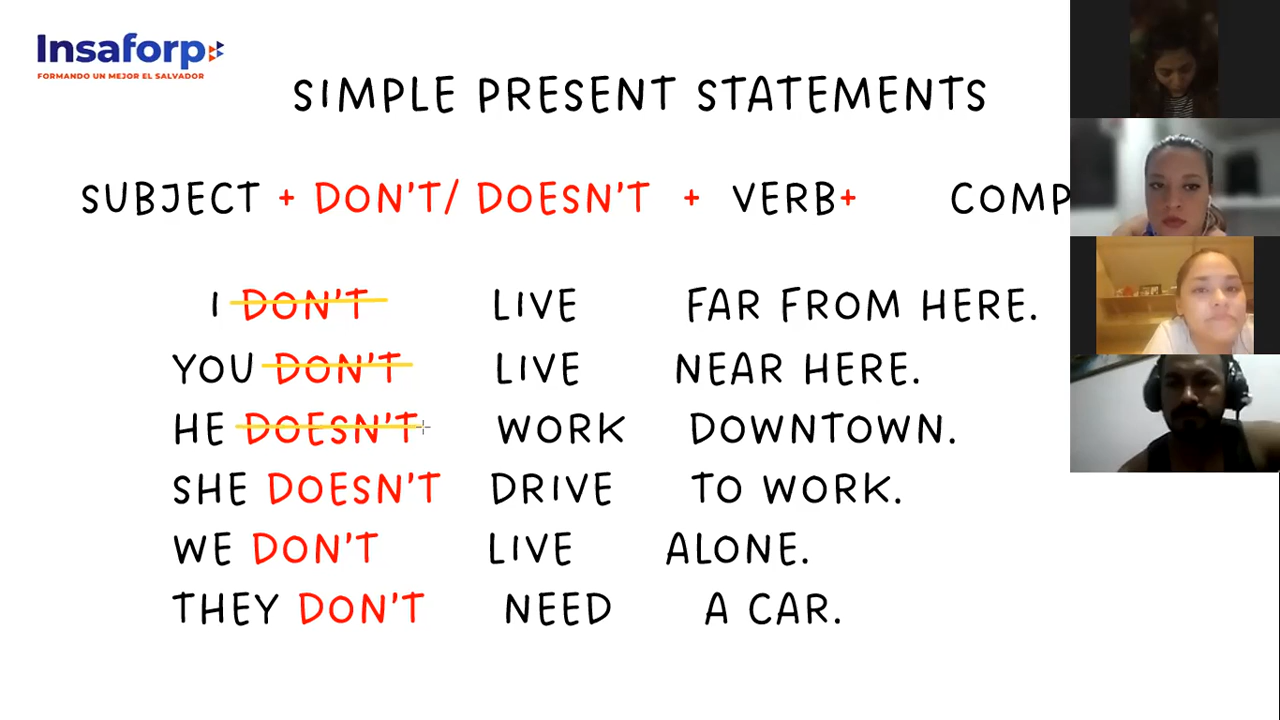 Insaforp
FORMANDO UN MEJOR EL SALVADOR
SIMPLE PRESENT STATEMENTS
SUBJECT + DON'T/ DOESN'T + VERB+ COMP
I DON'T LIVE FAR FROM HERE.
YOU DON'T LIVE NEAR HERE.
HE DOESN'T WORK DOWNTOWN.
SHE DOESN'T DRIVE TO WORK.
WE DON'T LIVE ALONE.
THEY DON'T NEED A CAR.